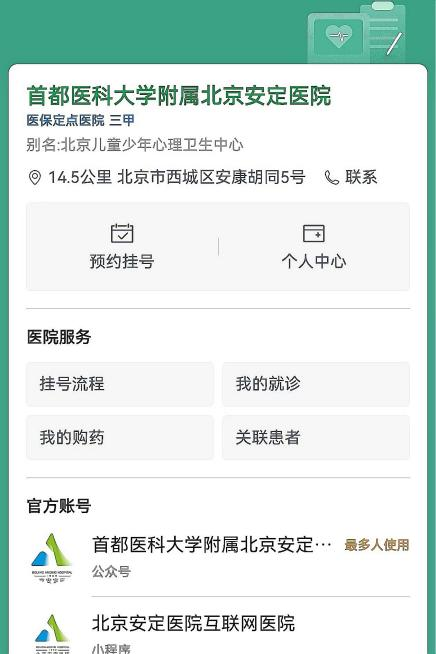 首都医科大学附属北京安定医院
医保定点医院 三甲
别名:北京儿童少年心理卫生中心
14.5公里 北京市西城区安康胡同5号 联系
预约挂号 个人中心
医院服务
挂号流程 我的就诊
我的购药 关联患者
官方账号
首都医科大学附属北京安定… 最多人使用
公众号
北京安定医院互联网医院
小程序